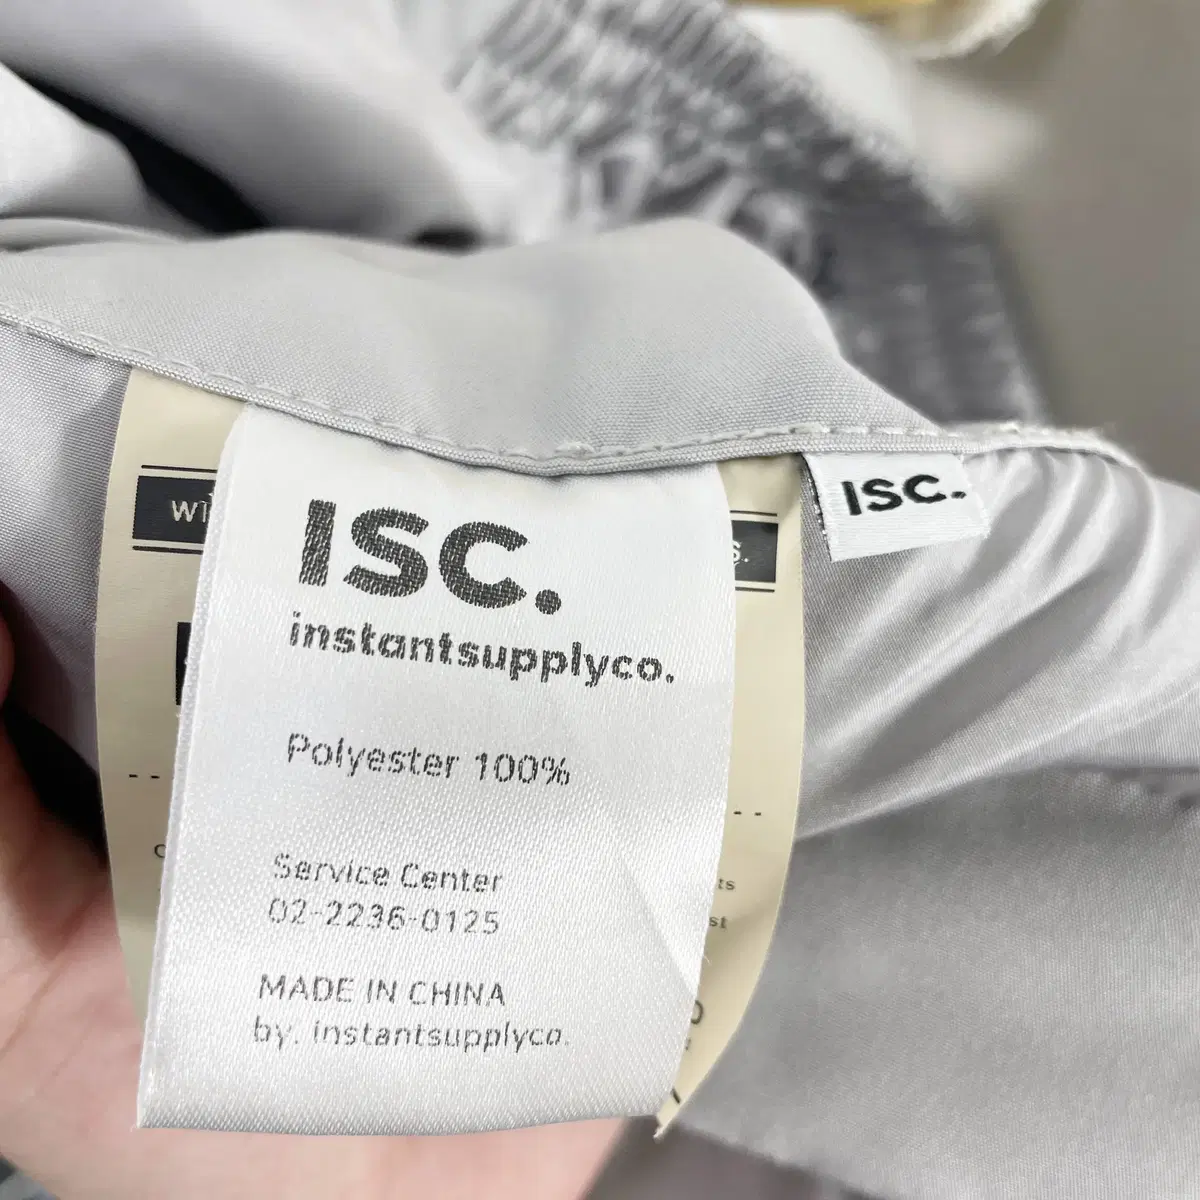 ISC.
instantsupplyco.
Polyester 100%
Service Center
02-2236-0125
MADE IN CHINA
by. instantsupplyco.
ISC.